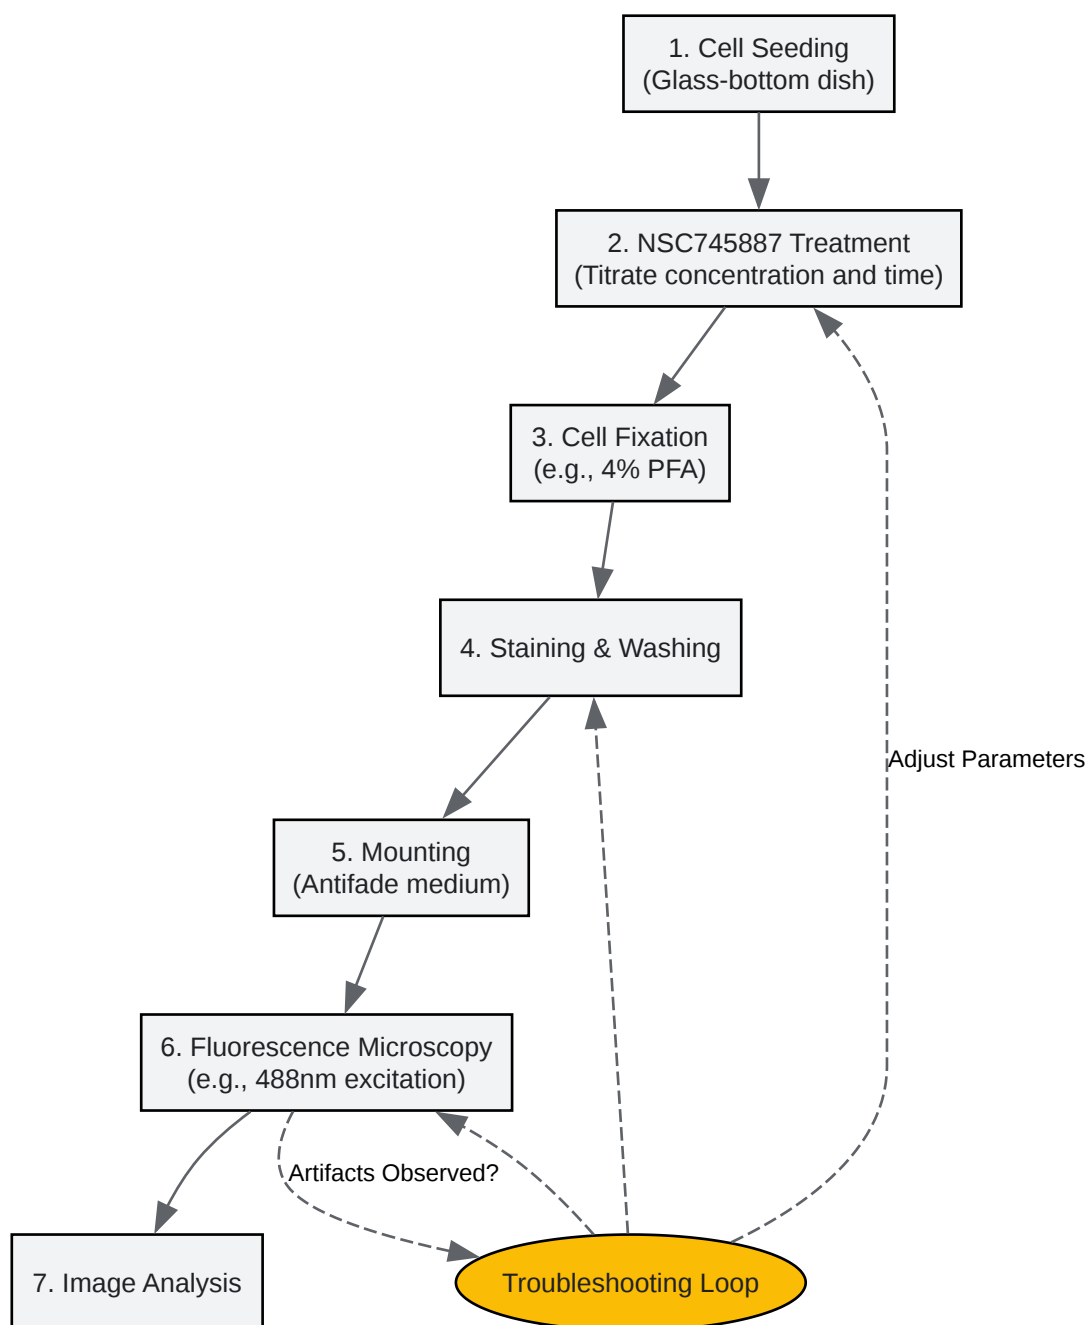 1. Cell Seeding
(Glass-bottom dish)
2. NSC745887 Treatment
(Titrate concentration and time)
3. Cell Fixation
(e.g., 4% PFA)
4. Staining & Washing
Adjust Parameters
5. Mounting
(Antifade medium)
6. Fluorescence Microscopy
(e.g., 488nm excitation)
Artifacts Observed?
7. Image Analysis
Troubleshooting Loop